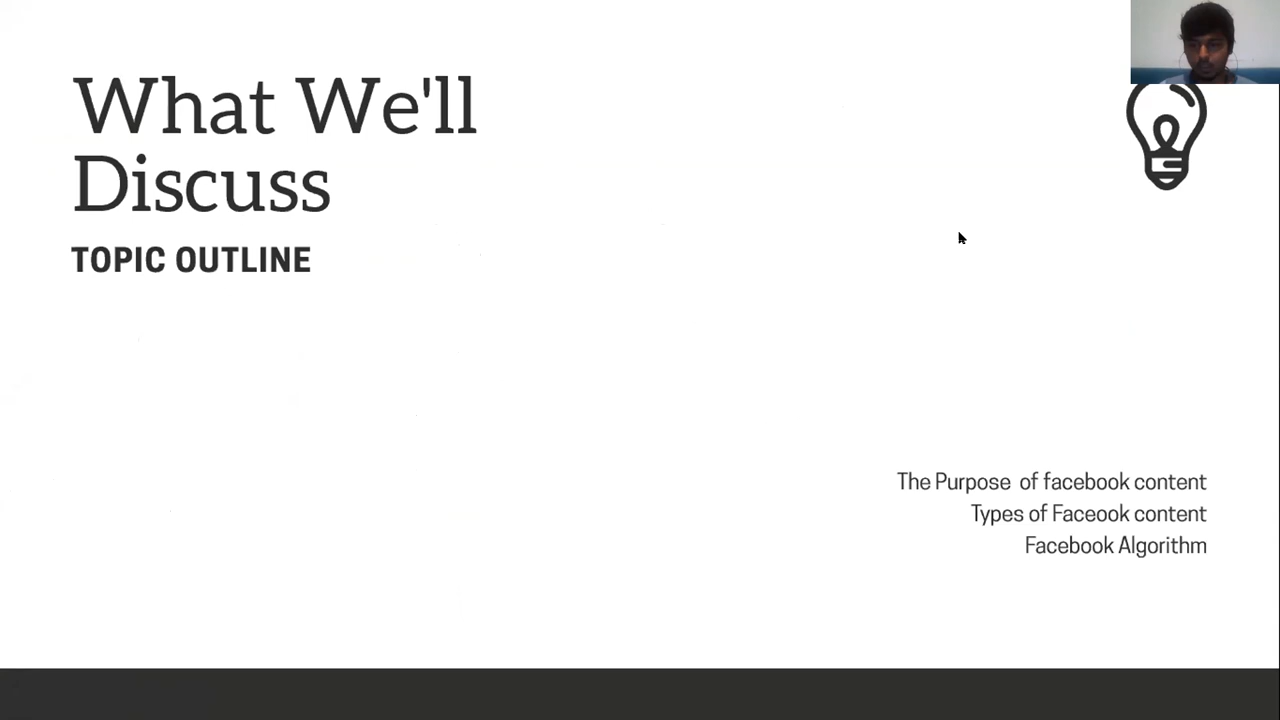 What We'll
Discuss
TOPIC OUTLINE
The Purpose of facebook content
Types of Faceook content
Facebook Algorithm